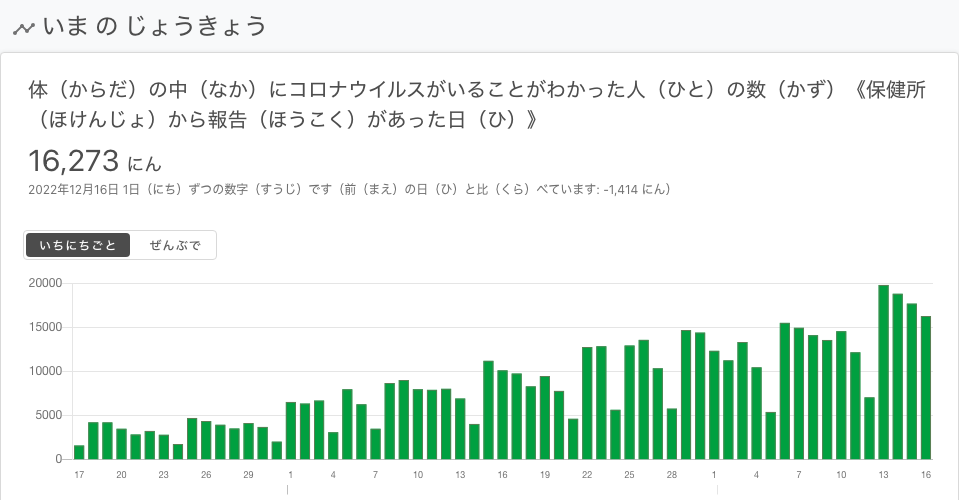 いま の じょうきょう
体（からだ）の中（なか）にコロナウイルスがいることがわかった人（ひと）の数（かず）《保健所
（ほけんじょ）から報告（ほうこく）があった日（ひ）》
16,273 にん
2022年12月16日 1日（にち）ずつの数字（すうじ）です（前（まえ）の日（ひ）と比（くら）べています: -1,414 にん）
いちにちごと ぜんぶで
20000
15000
10000
5000
0
17 20 23 26 29 1 4 7 10 13 16 19 22 25 28 1 4 7 10 13 16